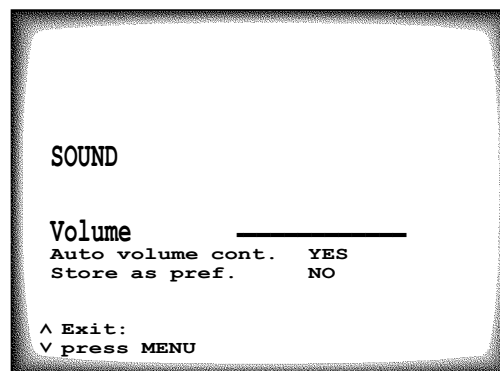 SOUND
Volume
Auto volume cont. YES
Store as pref. NO
∧ Exit:
∨ press MENU